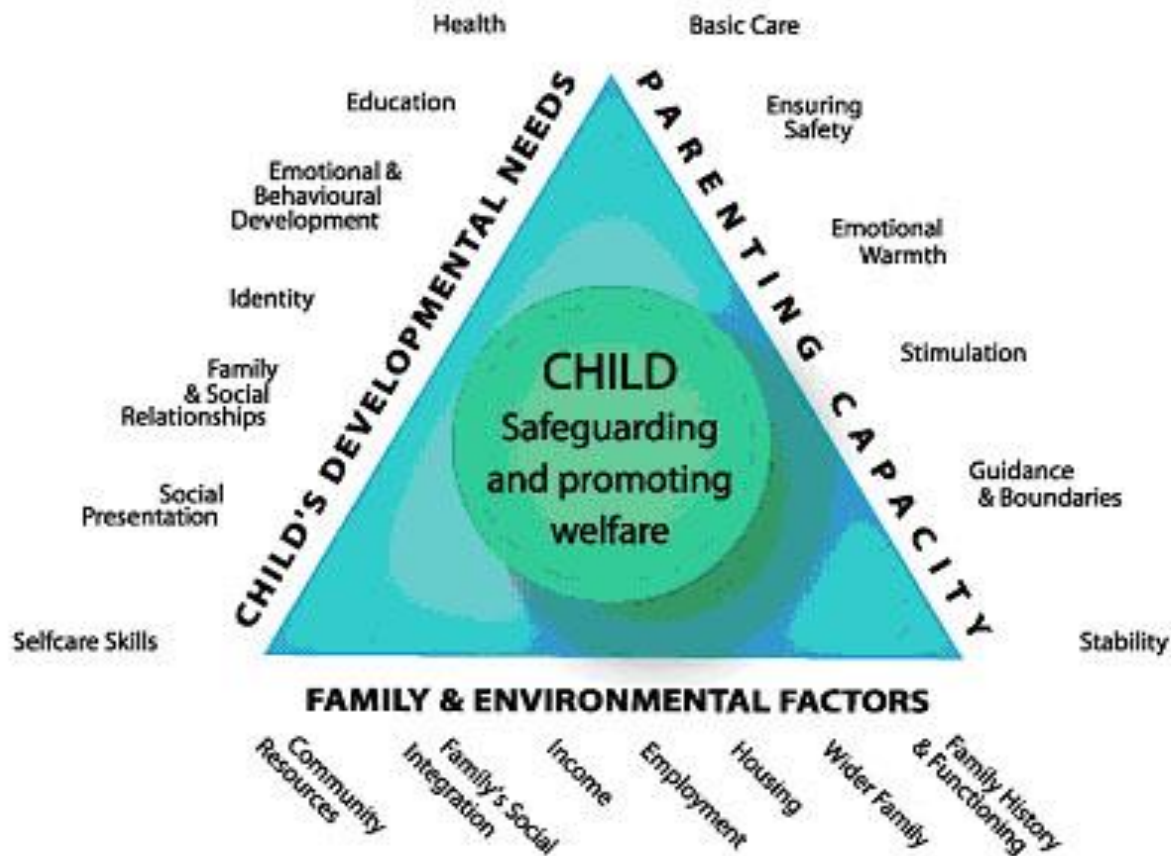 Health
Education
Emotional &
Behavioural
Development
Identity
Family
& Social
Relationships
Social
Presentation
Selfcare Skills
CHILD'S DEVELOPMENTAL NEEDS
CHILD
Safeguarding
and promoting
welfare
PARENTING CAPACITY
Basic Care
Ensuring
Safety
Emotional
Warmth
Stimulation
Guidance
& Boundaries
Stability
FAMILY & ENVIRONMENTAL FACTORS
Community
Resources
Family's Social
Integration
Income
Employment
Housing
Wider Family
Family History
& Functioning